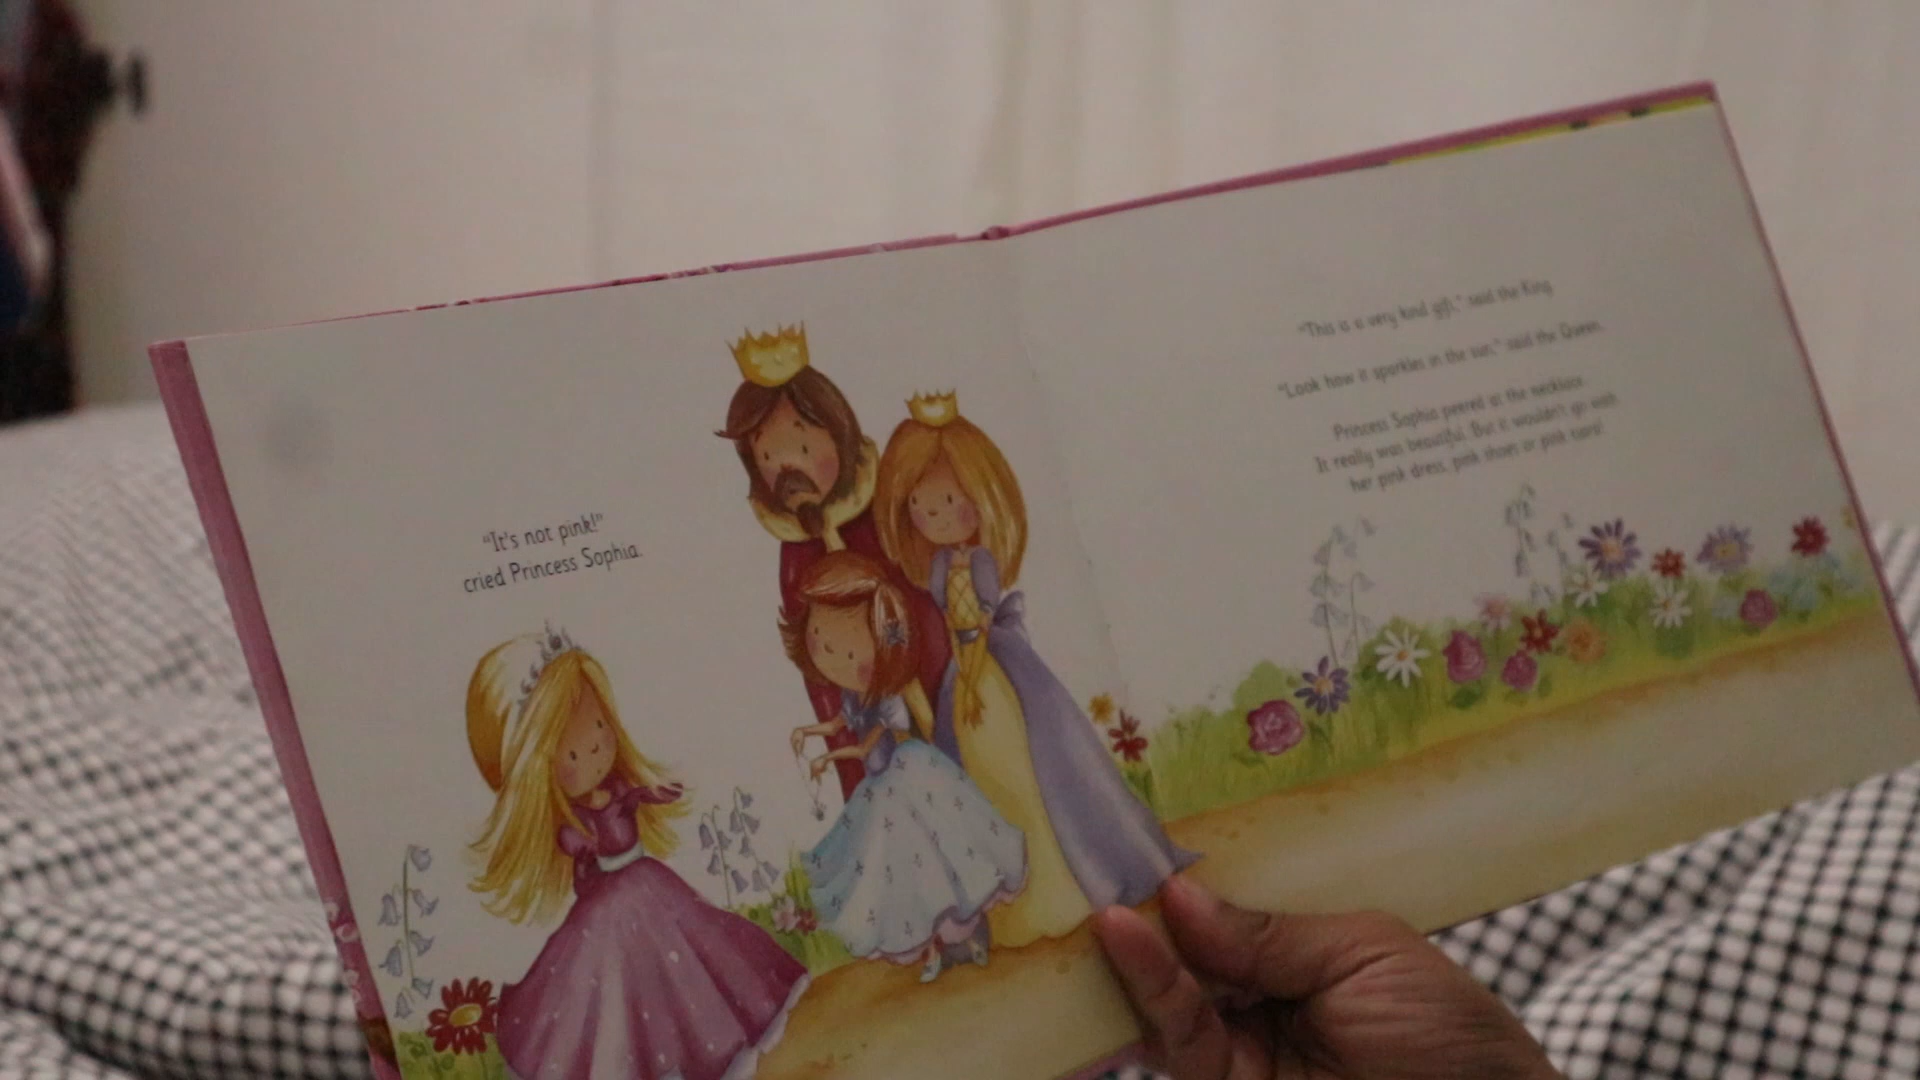 "It's not pink!"
cried Princess Sophia.
"This is a very kind gift," said the King.
"Look how it sparkles in the sun," said the Queen.
Princess Sophia peered at the necklace.
It really was beautiful. But it wouldn't go with
her pink dress, pink shoes or pink tiara!